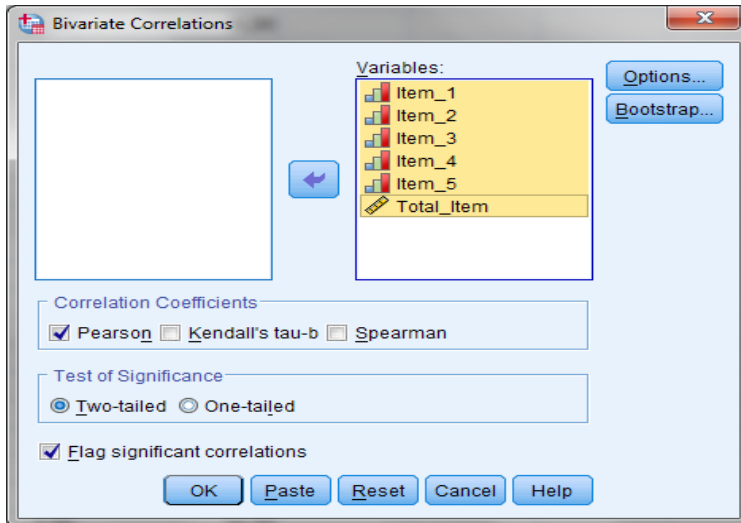 Bivariate Correlations
Variables:
Item_1
Item_2
Item_3
Item_4
Item_5
Total_Item
Options...
Bootstrap...
Correlation Coefficients
Pearson Kendall's tau-b Spearman
Test of Significance
Two-tailed One-tailed
Flag significant correlations
OK Paste Reset Cancel Help